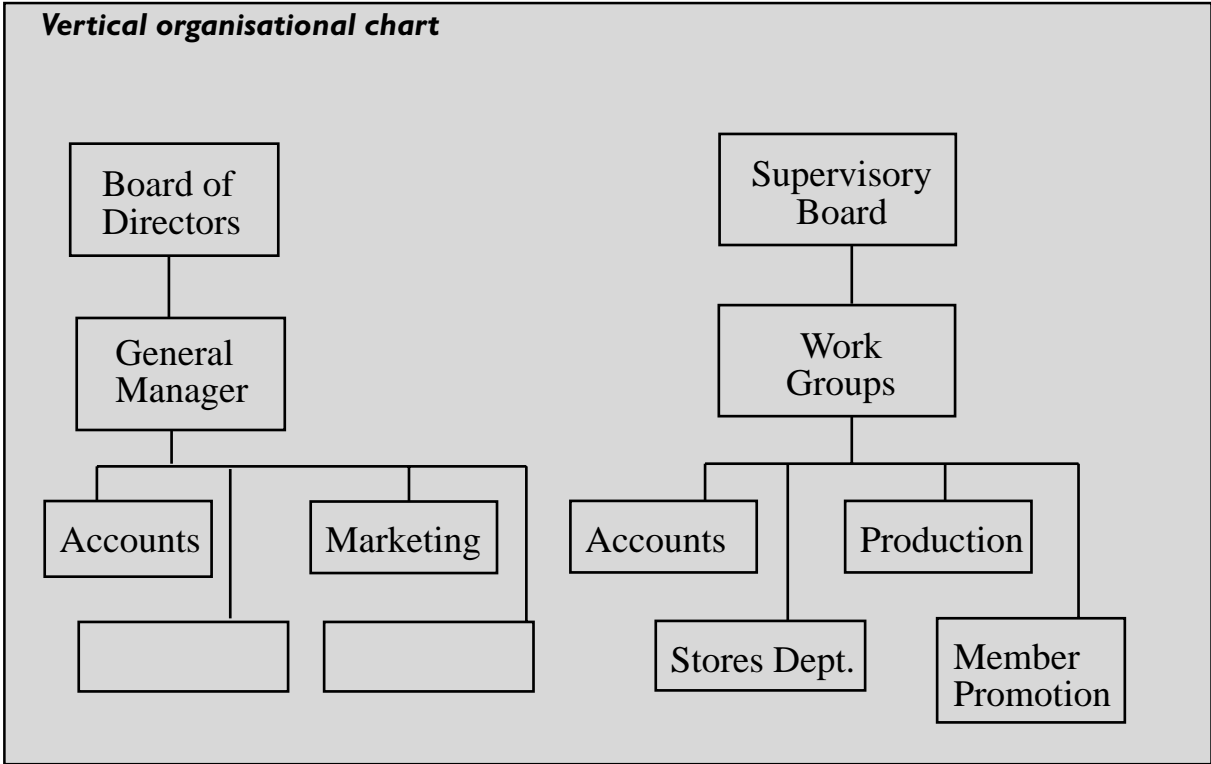 Vertical organisational chart
Board of
Directors
General
Manager
Accounts
Marketing
Supervisory
Board
Work
Groups
Accounts
Production
Stores Dept.
Member
Promotion